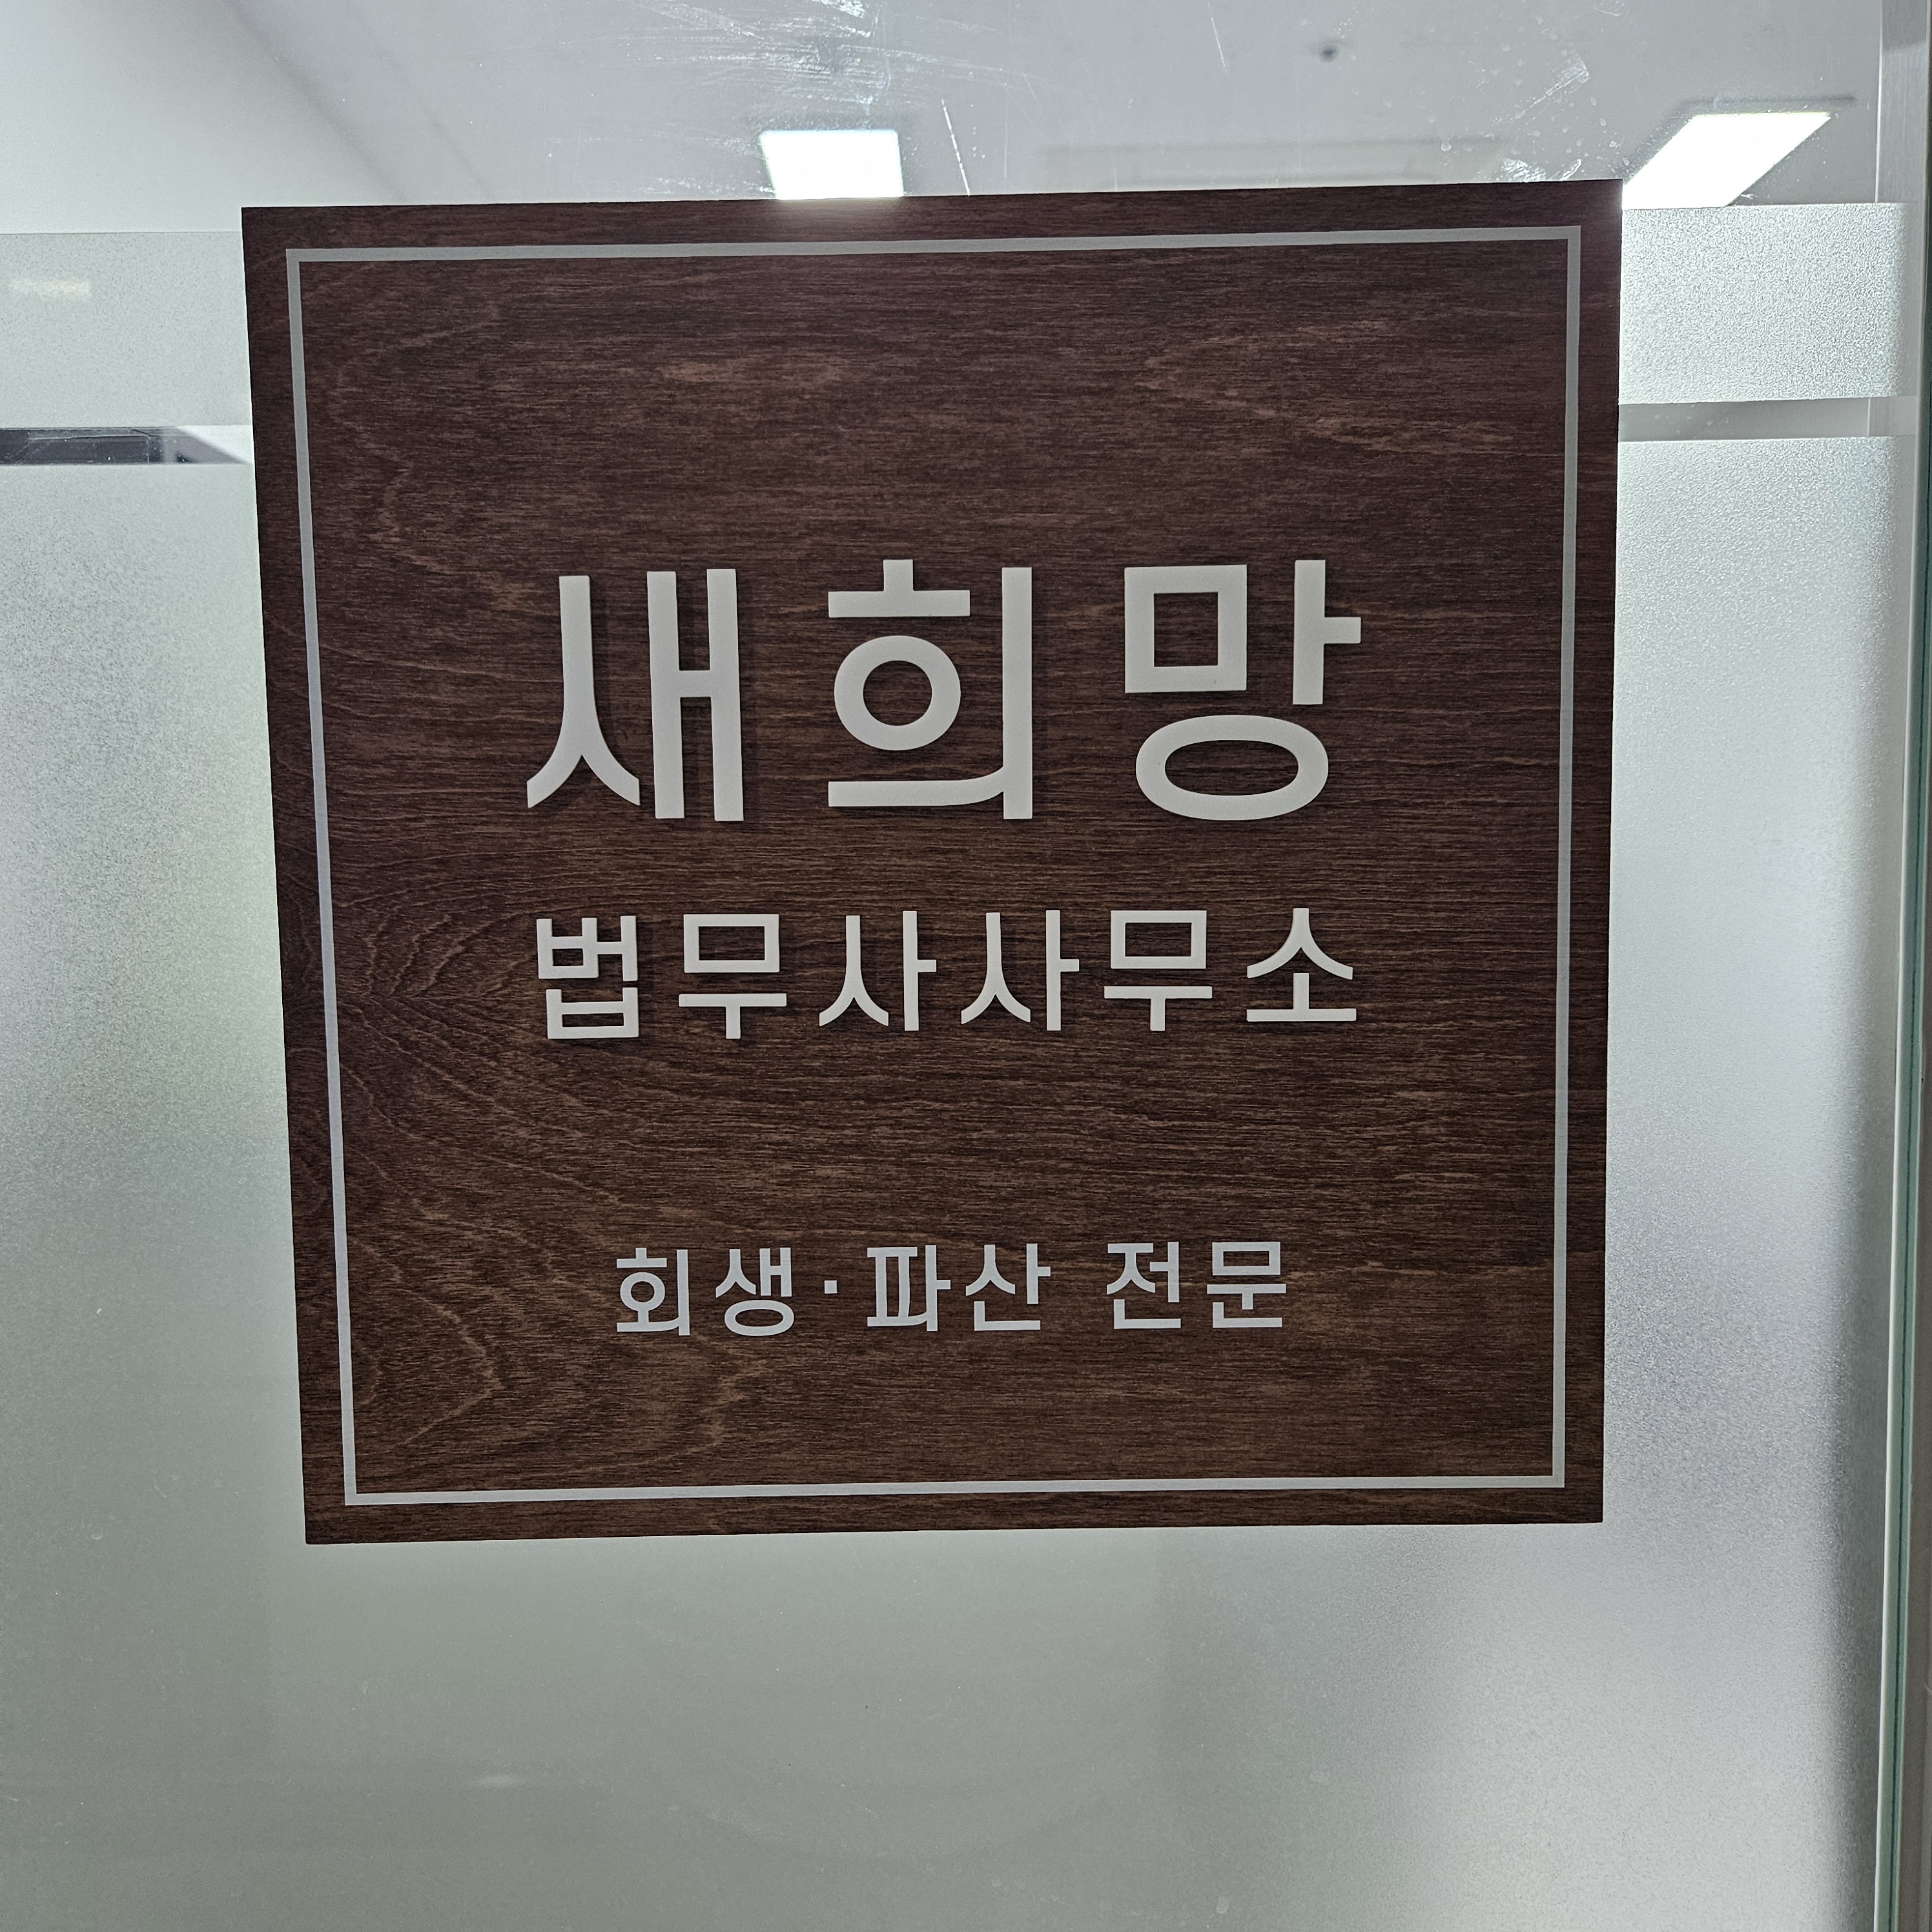 새희망
법무사사무소
회생·파산 전문